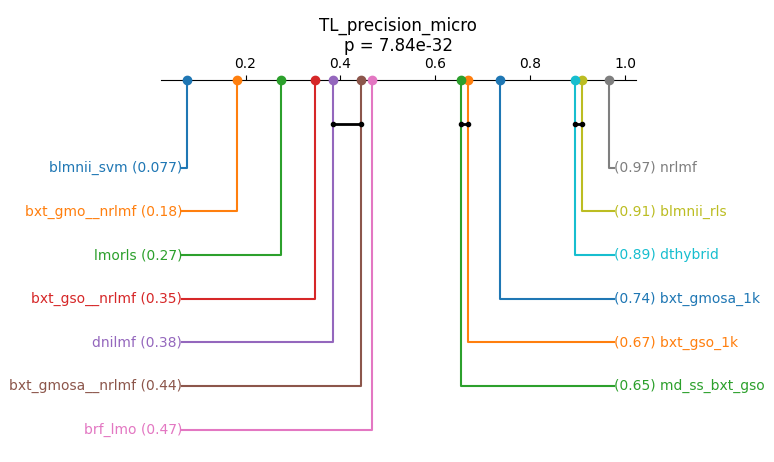 TL_precision_micro
p = 7.84e-32
0.2 0.4 0.6 0.8 1.0
blmnii_svm (0.077) (0.97) nrlmf
bxt_gmo__nrlmf (0.18) (0.91) blmnii_rls
lmorls (0.27) (0.89) dthybrid
bxt_gso__nrlmf (0.35) (0.74) bxt_gmosa_1k
dnilmf (0.38) (0.67) bxt_gso_1k
bxt_gmosa__nrlmf (0.44) (0.65) md_ss_bxt_gso
brf_lmo (0.47)